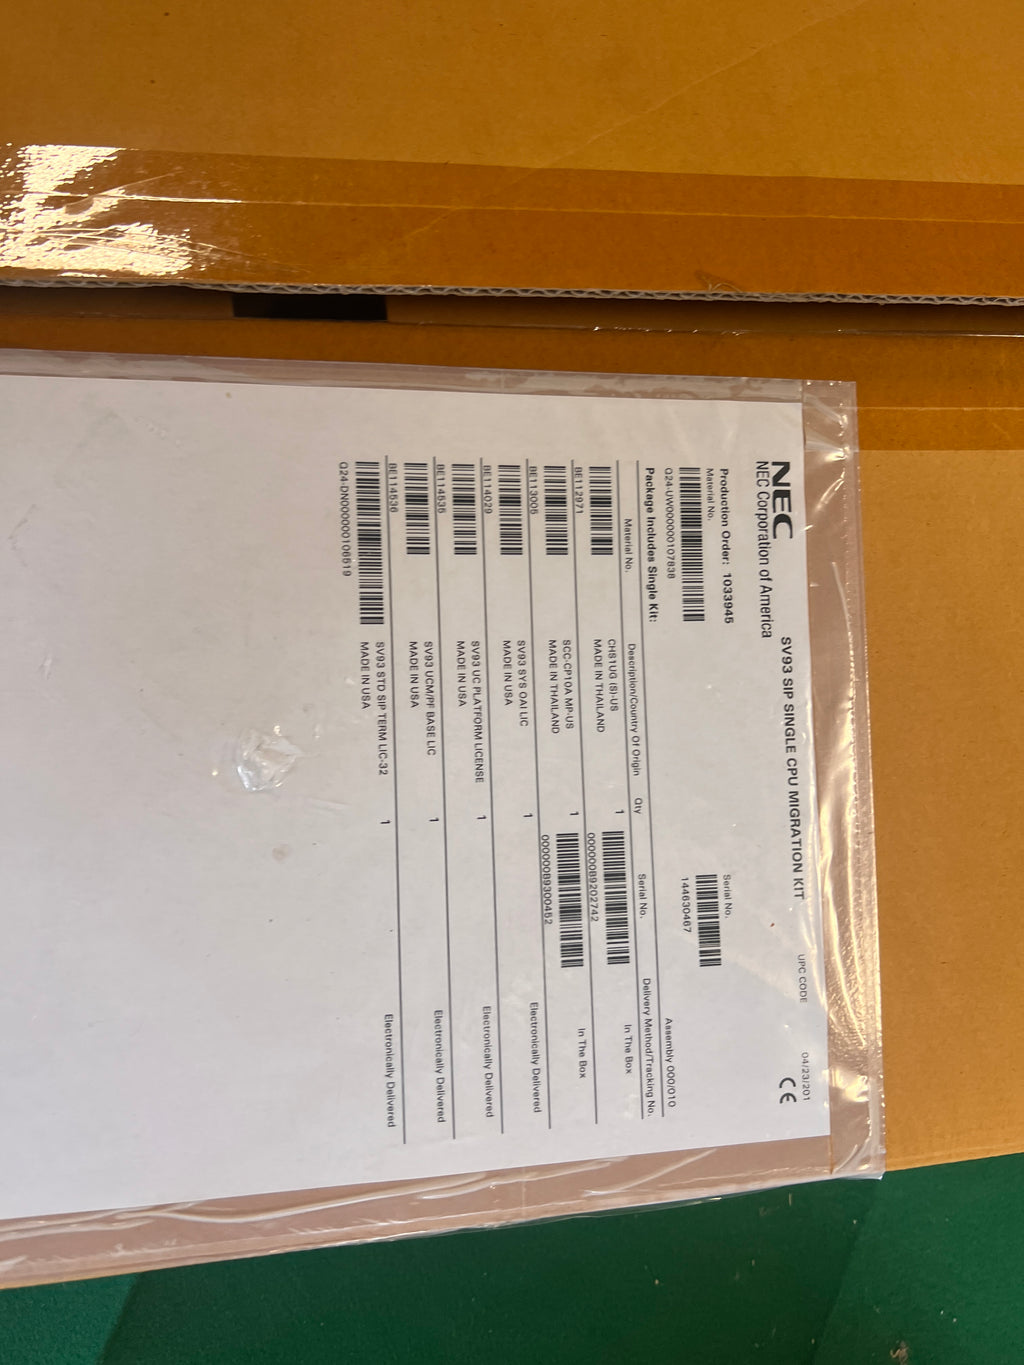 NEC
NEC Corporation of America
SV93 SIP SINGLE CPU MIGRATION KIT
UPC CODE
04/23/201
CE
Production Order: 1033945
Material No.
Q24-UW000000107838
Serial No.
144630467
Package Includes Single Kit:
Assembly 000/010
Material No. Description/Country Of Origin Qty Serial No. Delivery Method/Tracking No.
CHS1UG (S)-US 1 In The Box
BE112971 MADE IN THAILAND 00000089202742
SCC-CP10A MP-US 1 In The Box
BE113005 MADE IN THAILAND 00000089300452
SV93 SYS OAI LIC 1 Electronically Delivered
BE114029 MADE IN USA
SV93 UC PLATFORM LICENSE 1 Electronically Delivered
BE114535 MADE IN USA
SV93 UCM/PF BASE LIC 1 Electronically Delivered
BE114536 MADE IN USA
SV93 STD SIP TERM LIC-32 1 Electronically Delivered
Q24-DN000000106619 MADE IN USA